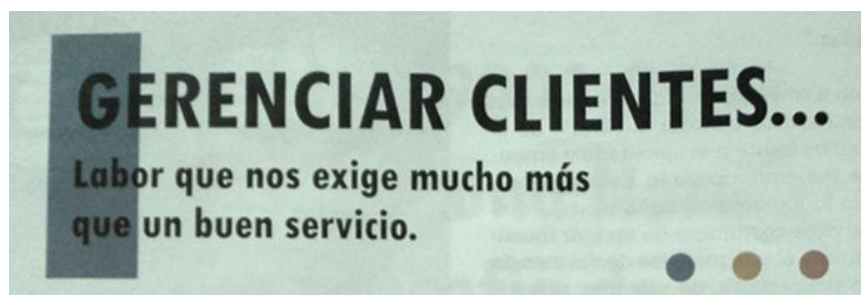 GERENCIAR CLIENTES...
Labor que nos exige mucho más
que un buen servicio.